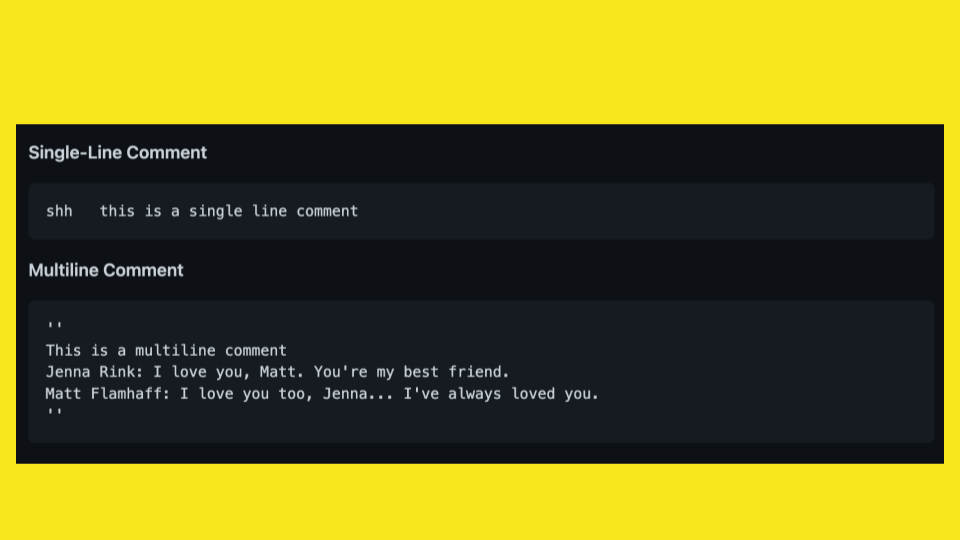 Single-Line Comment
shh   this is a single line comment
Multiline Comment
''
This is a multiline comment
Jenna Rink: I love you, Matt. You're my best friend.
Matt Flamhaff: I love you too, Jenna... I've always loved you.
''